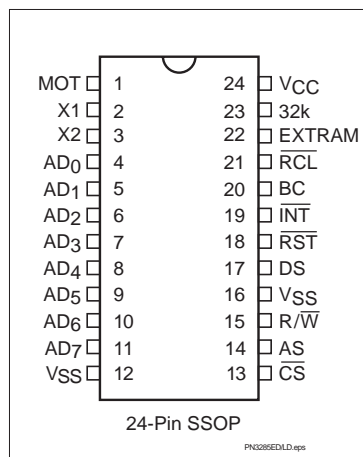 MOT 1 24 VCC
X1 2 23 32k
X2 3 22 EXTRAM
AD0 4 21 RCL
AD1 5 20 BC
AD2 6 19 INT
AD3 7 18 RST
AD4 8 17 DS
AD5 9 16 VSS
AD6 10 15 R/W
AD7 11 14 AS
VSS 12 13 CS
24-Pin SSOP
PN3285ED/LD.eps